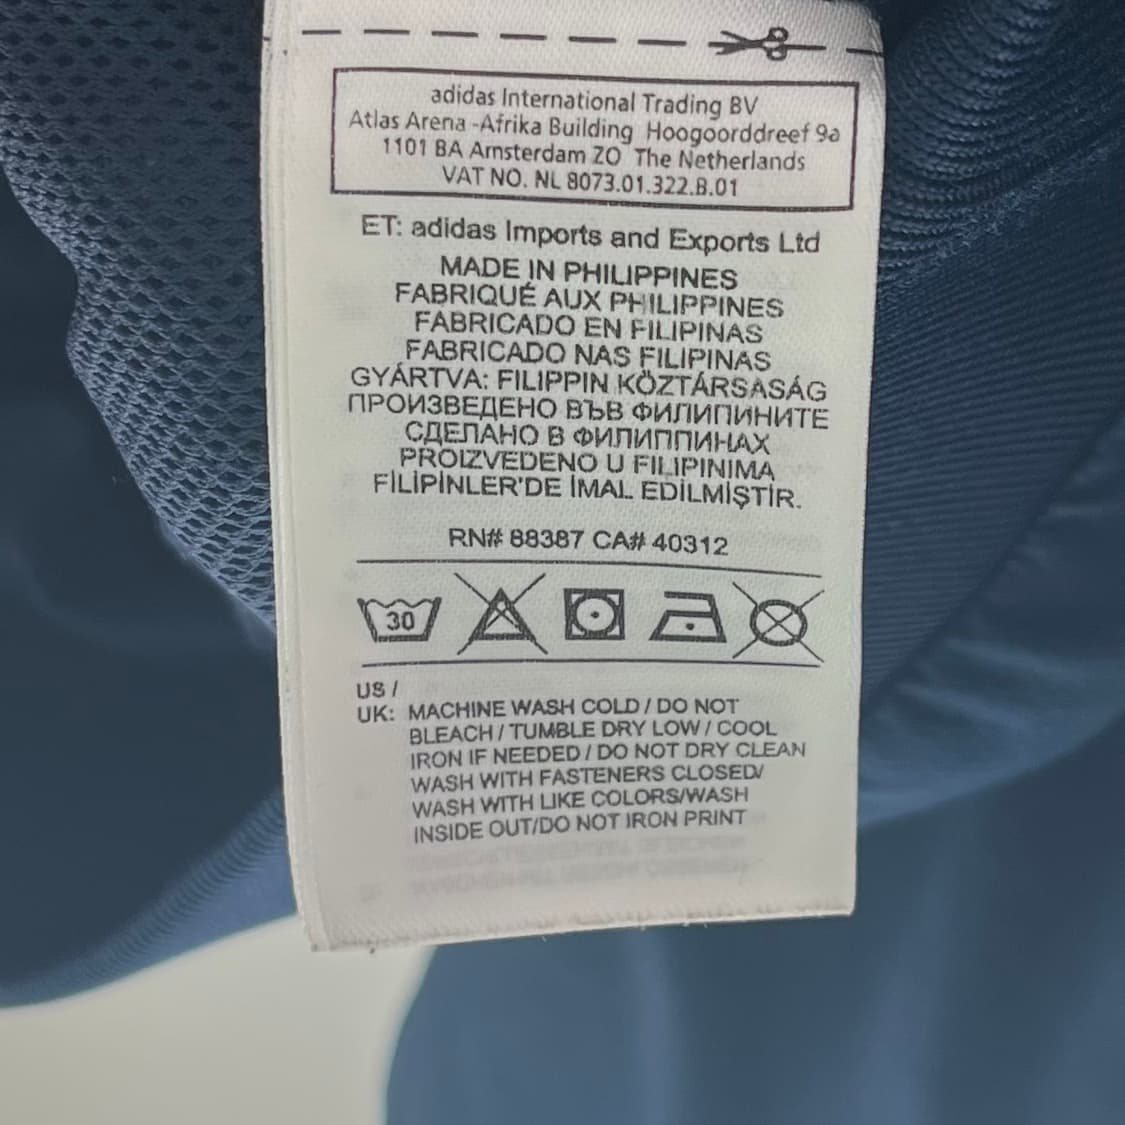 adidas International Trading BV
Atlas Arena -Afrika Building Hoogoorddreef 9a
1101 BA Amsterdam ZO The Netherlands
VAT NO. NL 8073.01.322.B.01
ET: adidas Imports and Exports Ltd
MADE IN PHILIPPINES
FABRIQUÉ AUX PHILIPPINES
FABRICADO EN FILIPINAS
FABRICADO NAS FILIPINAS
GYÁRTVA: FILIPPIN KÖZTÁRSASÁG
ПРОИЗВЕДЕНО ВЪВ ФИЛИПИНИТЕ
СДЕЛАНО В ФИЛИППИНАХ
PROIZVEDENO U FILIPINIMA
FİLİPİNLER'DE İMAL EDİLMİŞTİR.
RN# 88387 CA# 40312
30
US /
UK: MACHINE WASH COLD / DO NOT
BLEACH / TUMBLE DRY LOW / COOL
IRON IF NEEDED / DO NOT DRY CLEAN
WASH WITH FASTENERS CLOSED/
WASH WITH LIKE COLORS/WASH
INSIDE OUT/DO NOT IRON PRINT